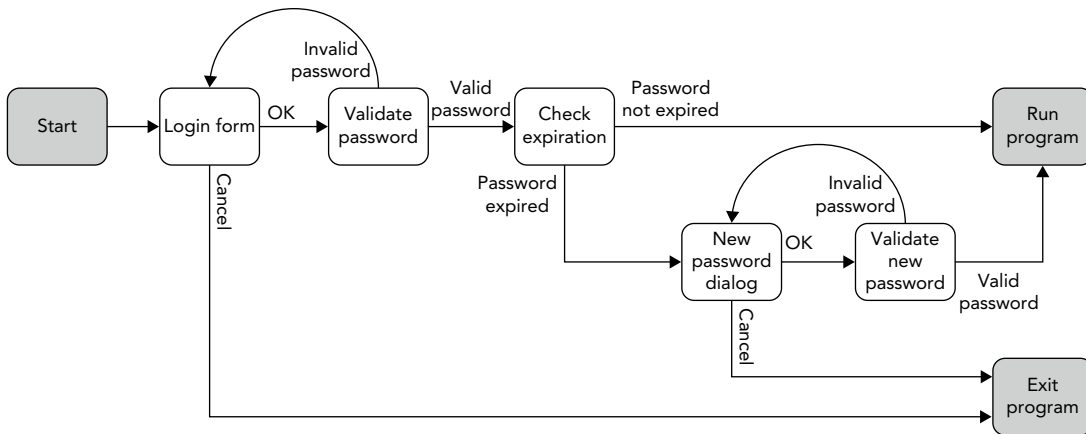 Invalid
password
Valid
password
Password
not expired
Start
Login form
OK
Validate
password
Check
expiration
Run
program
Cancel
Password
expired
Invalid
password
New
password
dialog
OK
Validate
new
password
Valid
password
Cancel
Exit
program